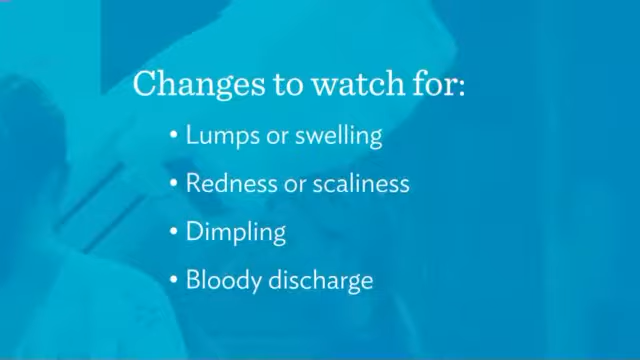 Changes to watch for:
• Lumps or swelling
• Redness or scaliness
• Dimpling
• Bloody discharge